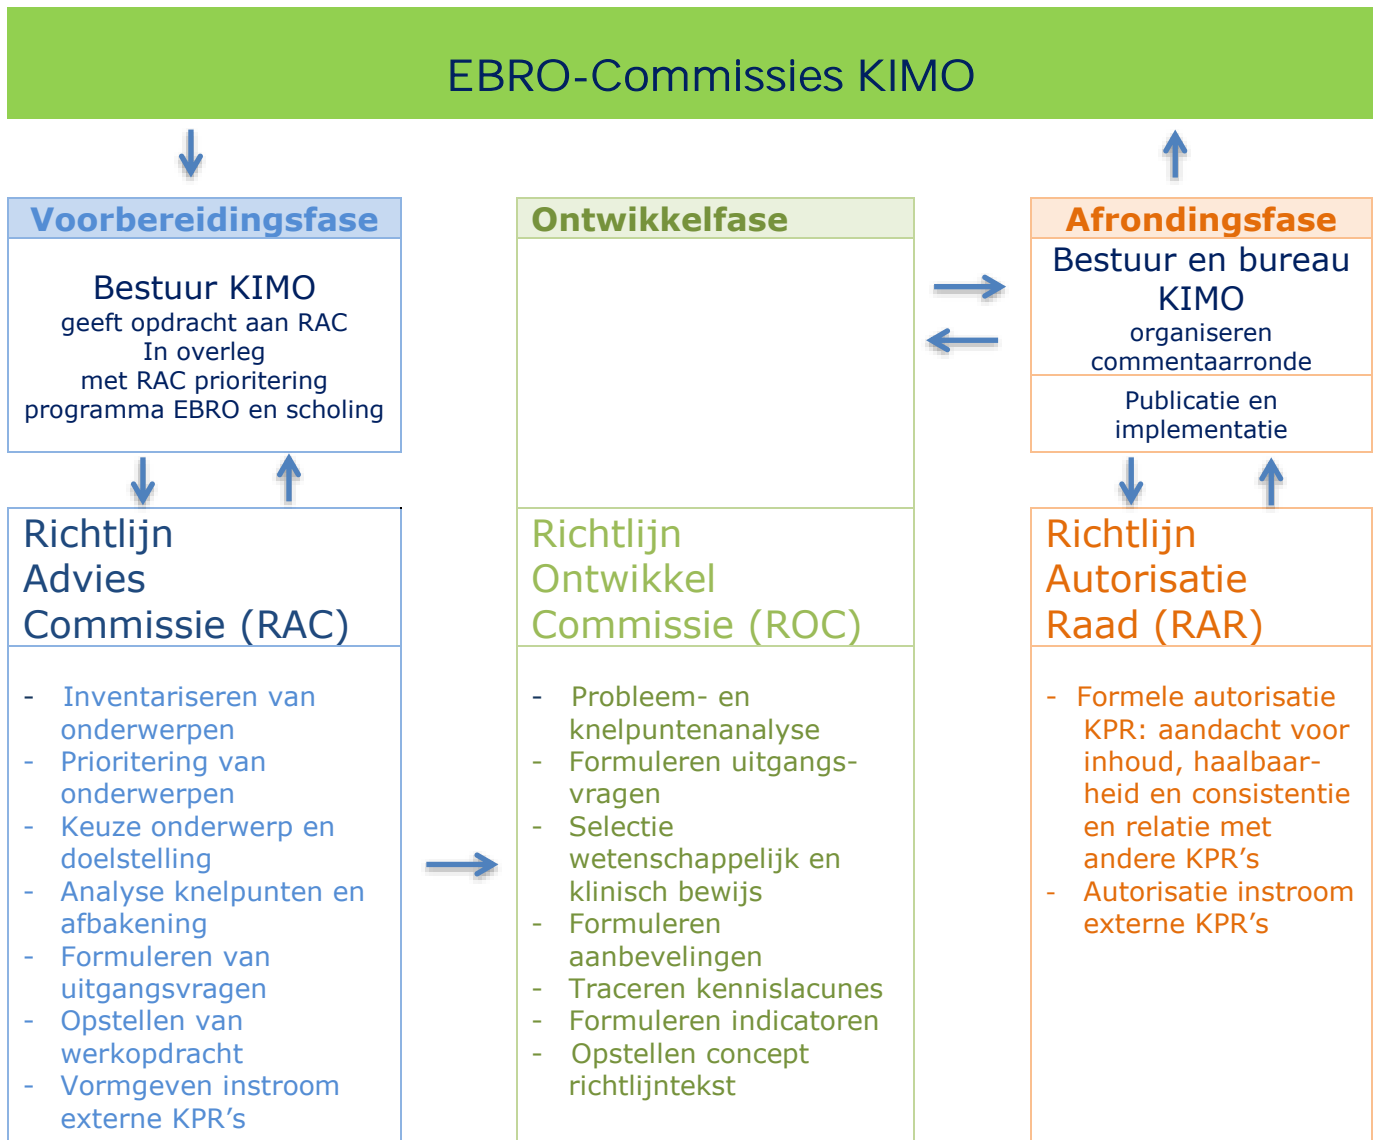 EBRO-Commissies KIMO
Voorbereidingsfase
Bestuur KIMO
geeft opdracht aan RAC
In overleg
met RAC prioritering
programma EBRO en scholing
Richtlijn
Advies
Commissie (RAC)
- Inventariseren van
onderwerpen
- Prioritering van
onderwerpen
- Keuze onderwerp en
doelstelling
- Analyse knelpunten en
afbakening
- Formuleren van
uitgangsvragen
- Opstellen van
werkopdracht
- Vormgeven instroom
externe KPR’s
Ontwikkelfase
Richtlijn
Ontwikkel
Commissie (ROC)
- Probleem- en
knelpuntenanalyse
- Formuleren uitgangs-
vragen
- Selectie
wetenschappelijk en
klinisch bewijs
- Formuleren
aanbevelingen
- Traceren kennislacunes
- Formuleren indicatoren
- Opstellen concept
richtlijntekst
Afrondingsfase
Bestuur en bureau
KIMO
organiseren
commentaarronde
Publicatie en
implementatie
Richtlijn
Autorisatie
Raad (RAR)
- Formele autorisatie
KPR: aandacht voor
inhoud, haalbaar-
heid en consistentie
en relatie met
andere KPR’s
- Autorisatie instroom
externe KPR’s